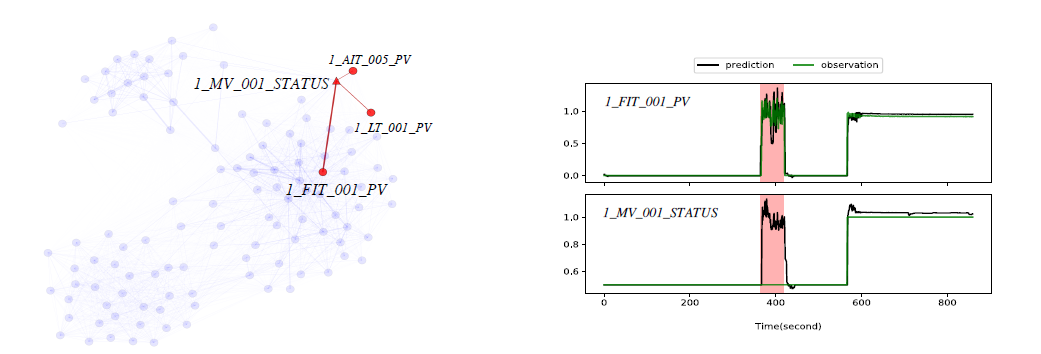 1_AIT_005_PV
1_MV_001_STATUS
1_LT_001_PV
1_FIT_001_PV
prediction
observation
1_FIT_001_PV
1.0
0.5
0.0
1_MV_001_STATUS
1.0
0.8
0.6
0 200 400 600 800
Time(second)